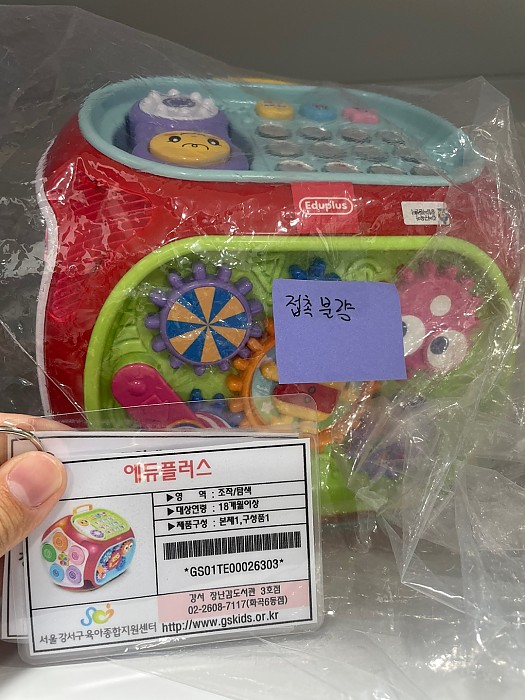 Eduplus
접촉 불량
에듀플러스
▶영 역 : 조작/탐색
▶대상연령 : 18개월이상
▶제품구성 : 본체1,구성품1
*GS01TE00026303*
강서 장난감도서관 3호점
02-2608-7117(화곡6동점)
서울강서구육아종합지원센터 http://www.gskids.or.kr